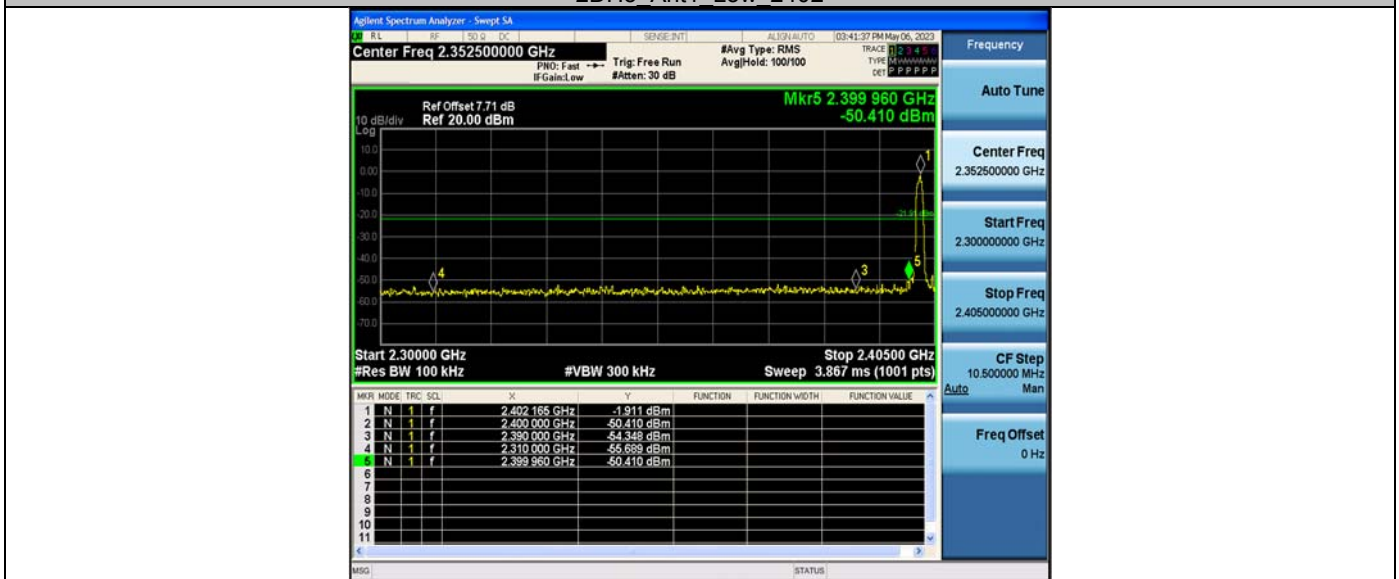 2DH5_Ant1_Low_2402
Agilent Spectrum Analyzer - Swept SA
RL RF 50 Ω DC SENSE:INT ALIGN AUTO 03:41:37 PM May 06, 2023
Center Freq 2.352500000 GHz
#Avg Type: RMS
Avg|Hold: 100/100
PNO: Fast
IFGain:Low
Trig: Free Run
#Atten: 30 dB
TRACE 1 2 3 4 5 6
TYPE M
DET P P P P P P
Mkr5 2.399 960 GHz
-50.410 dBm
Ref Offset 7.71 dB
10 dB/div Ref 20.00 dBm
Log
10.0
0.00
-10.0
-20.0
-30.0
-40.0
-50.0
-60.0
-70.0
1
-21.91 dBm
4
3
5
Start 2.30000 GHz Stop 2.40500 GHz
#Res BW 100 kHz #VBW 300 kHz Sweep 3.867 ms (1001 pts)
MKR MODE TRC SCL X Y FUNCTION FUNCTION WIDTH FUNCTION VALUE
1 N 1 f 2.402 165 GHz -1.911 dBm
2 N 1 f 2.400 000 GHz -50.410 dBm
3 N 1 f 2.390 000 GHz -54.348 dBm
4 N 1 f 2.310 000 GHz -55.689 dBm
5 N 1 f 2.399 960 GHz -50.410 dBm
6
7
8
9
10
11
MSG STATUS
Frequency
Auto Tune
Center Freq
2.352500000 GHz
Start Freq
2.300000000 GHz
Stop Freq
2.405000000 GHz
CF Step
10.500000 MHz
Auto Man
Freq Offset
0 Hz